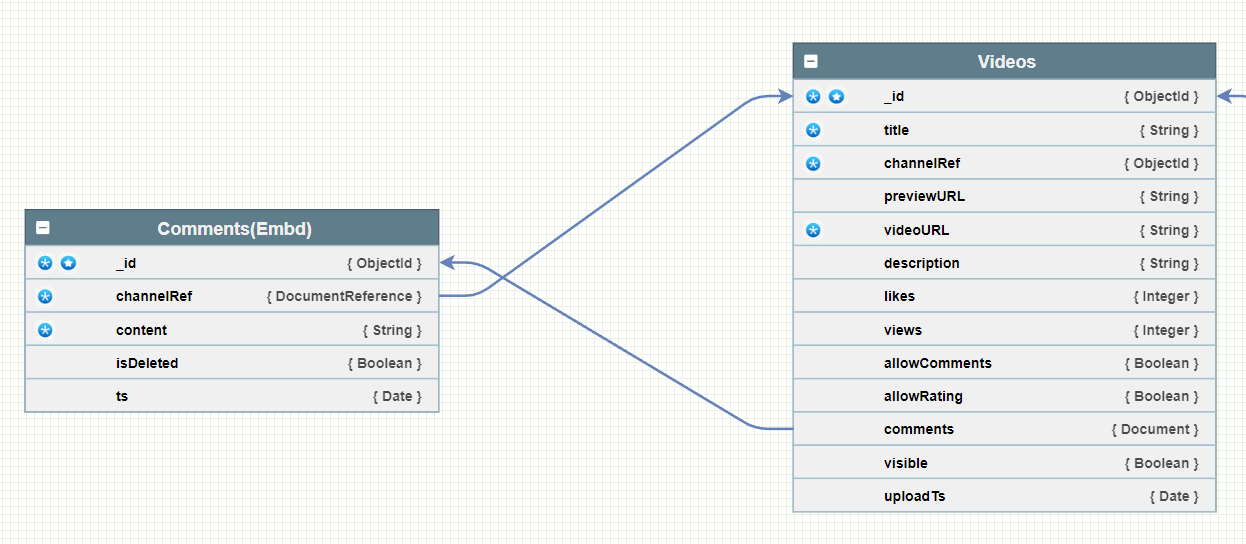 Videos
_id { ObjectId }
title { String }
channelRef { ObjectId }
previewURL { String }
videoURL { String }
description { String }
likes { Integer }
views { Integer }
allowComments { Boolean }
allowRating { Boolean }
comments { Document }
visible { Boolean }
uploadTs { Date }
Comments(Embd)
_id { ObjectId }
channelRef { DocumentReference }
content { String }
isDeleted { Boolean }
ts { Date }